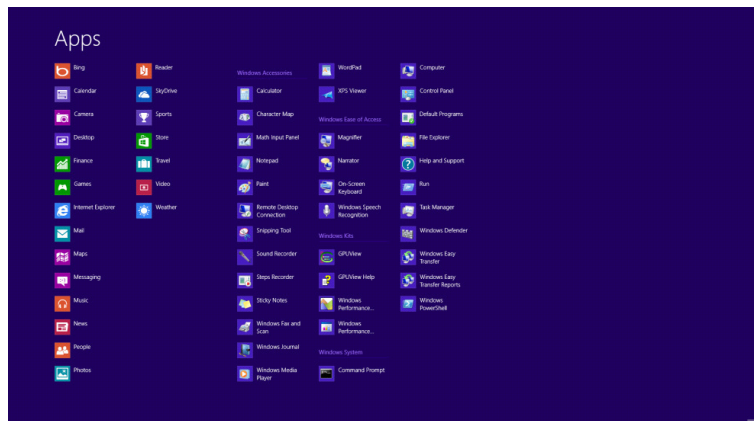 Apps
Bing
Calendar
Camera
Desktop
Finance
Games
Internet Explorer
Mail
Maps
Messaging
Music
News
People
Photos
Reader
SkyDrive
Sports
Store
Travel
Video
Weather
Windows Accessories
Calculator
Character Map
Math Input Panel
Notepad
Paint
Remote Desktop
Connection
Snipping Tool
Sound Recorder
Steps Recorder
Sticky Notes
Windows Fax and
Scan
Windows Journal
Windows Media
Player
WordPad
XPS Viewer
Windows Ease of Access
Magnifier
Narrator
On-Screen
Keyboard
Windows Speech
Recognition
Windows Kits
GPUView
GPUView Help
Windows
Performance...
Windows
Performance...
Windows System
Command Prompt
Computer
Control Panel
Default Programs
File Explorer
Help and Support
Run
Task Manager
Windows Defender
Windows Easy
Transfer
Windows Easy
Transfer Reports
Windows
PowerShell